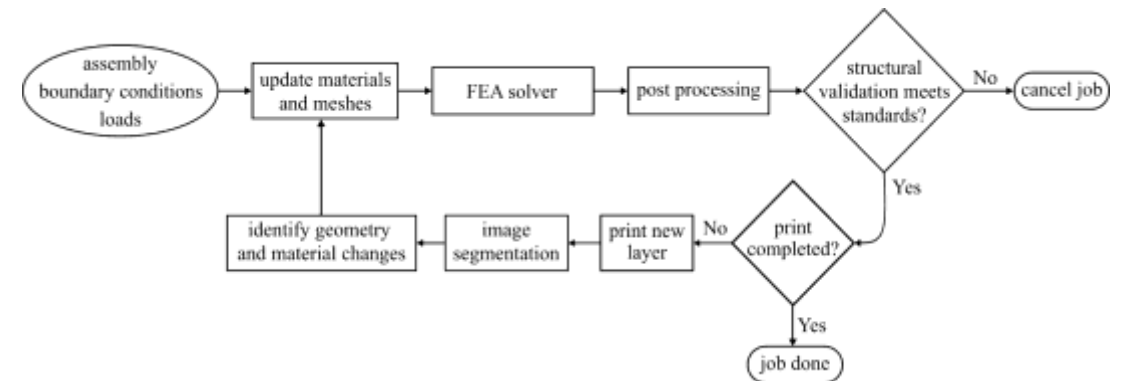 assembly
boundary conditions
loads
update materials
and meshes
FEA solver
post processing
structural
validation meets
standards?
No
cancel job
Yes
print
completed?
No
print new
layer
image
segmentation
identify geometry
and material changes
Yes
job done